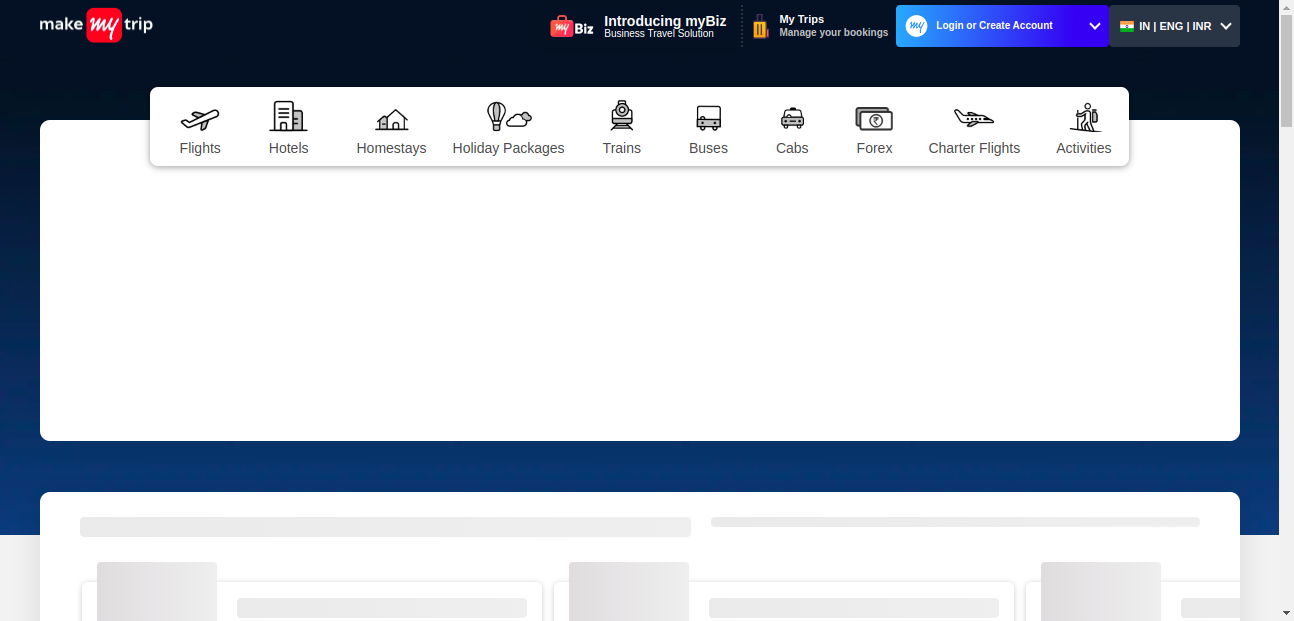 make my trip
my Biz
Introducing myBiz
Business Travel Solution
My Trips
Manage your bookings
my
Login or Create Account
IN | ENG | INR
Flights
Hotels
Homestays
Holiday Packages
Trains
Buses
Cabs
₹
Forex
Charter Flights
Activities